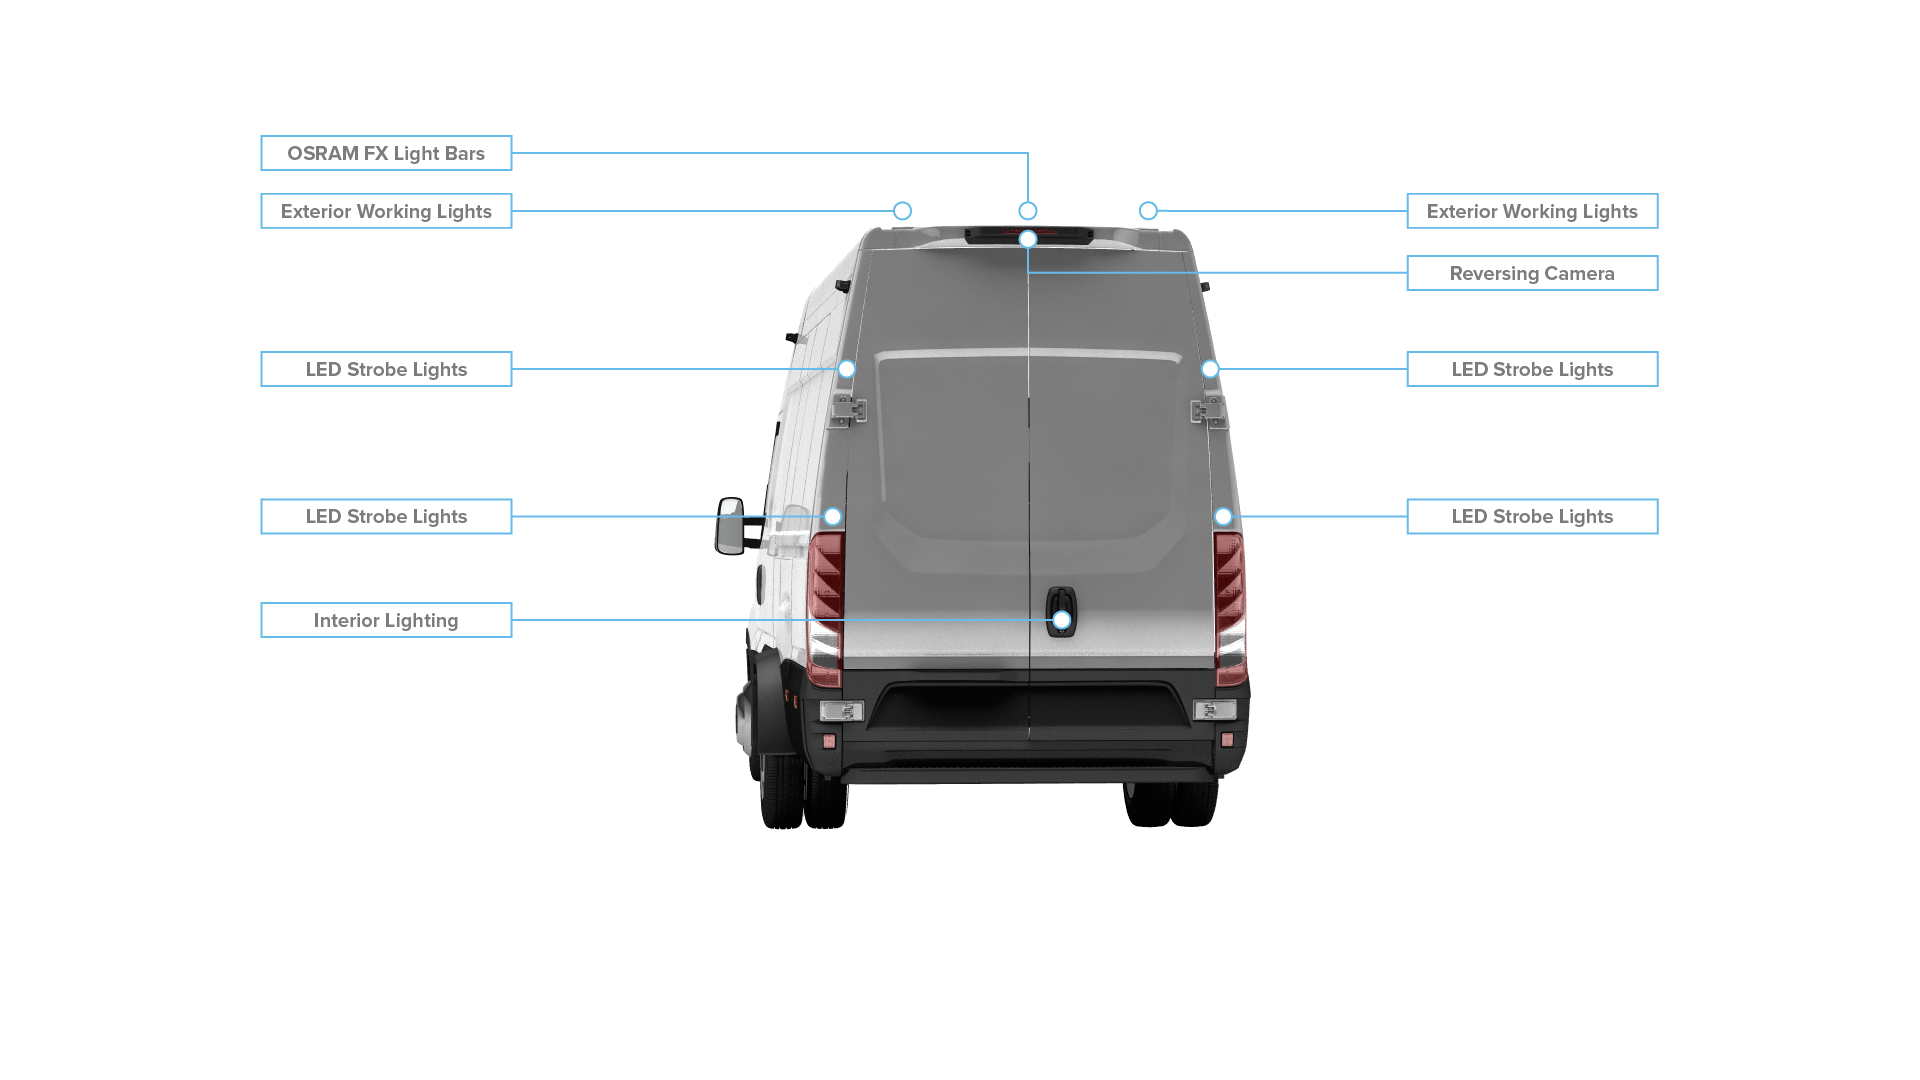 OSRAM FX Light Bars
Exterior Working Lights
Exterior Working Lights
Reversing Camera
LED Strobe Lights
LED Strobe Lights
LED Strobe Lights
LED Strobe Lights
Interior Lighting